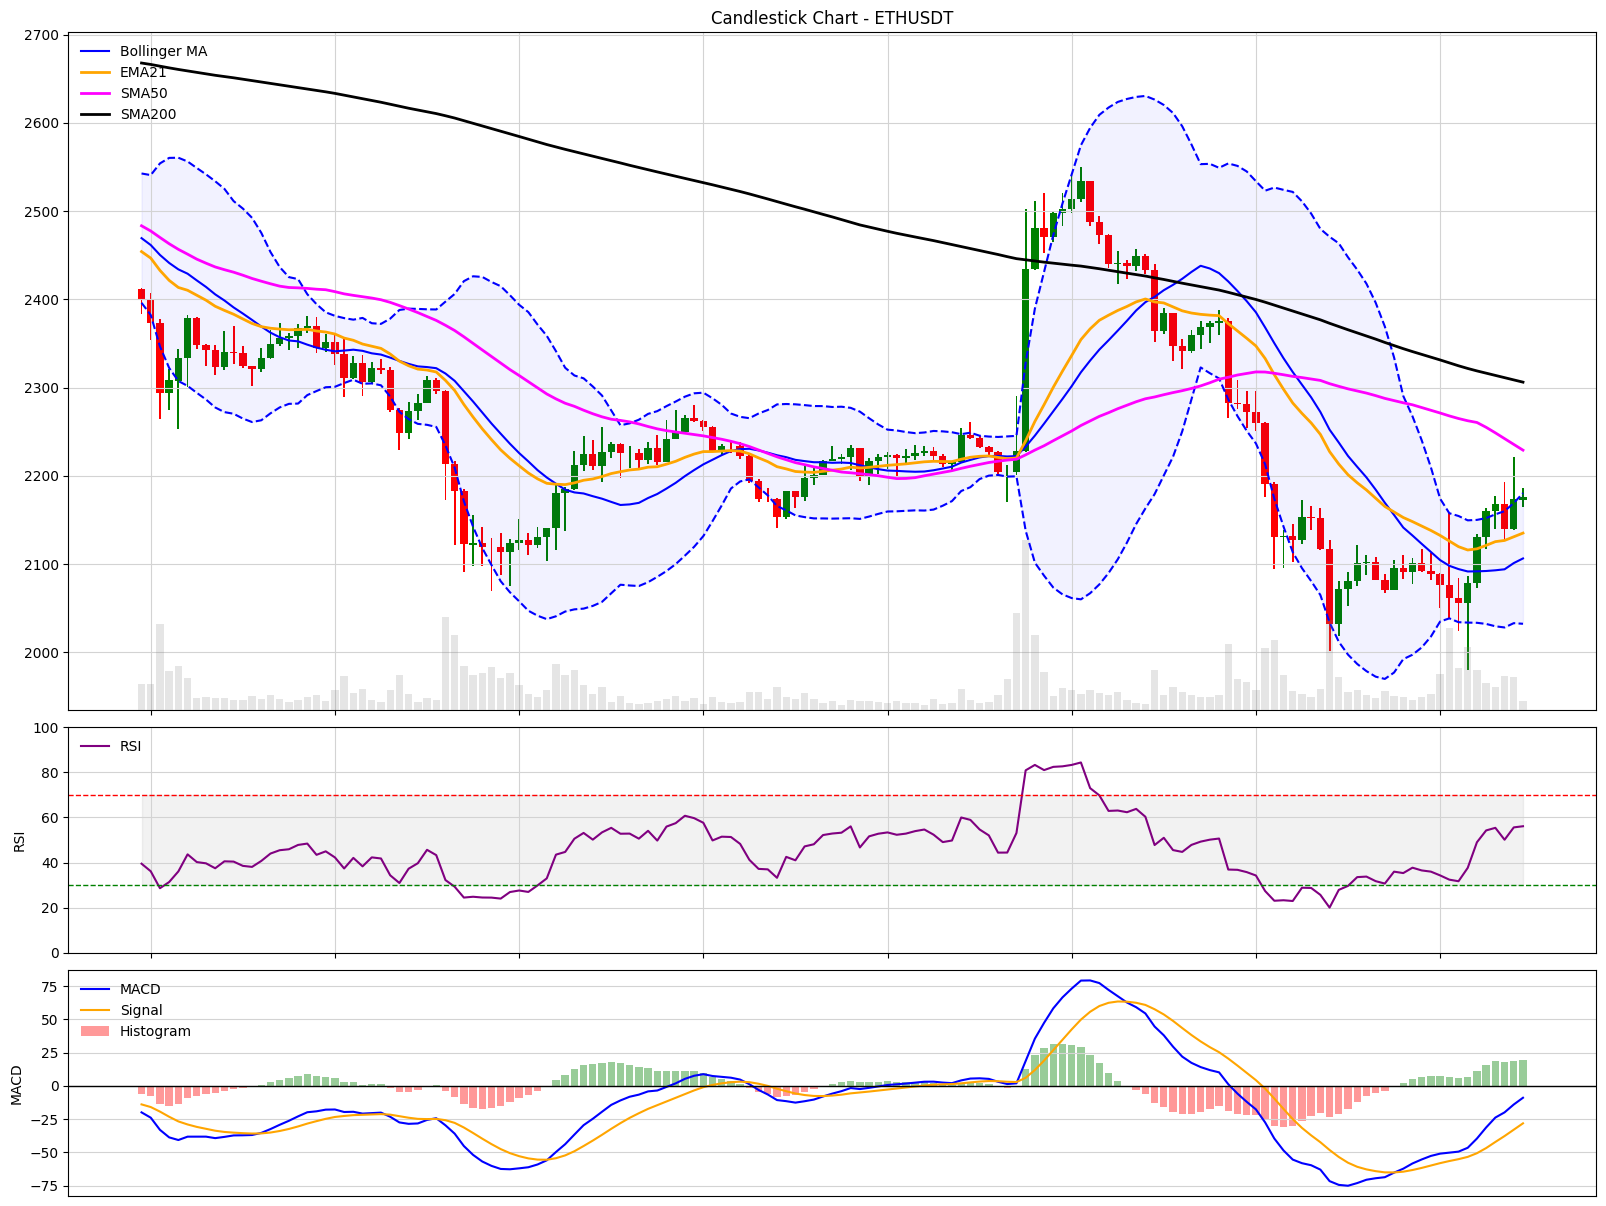 Candlestick Chart - ETHUSDT
2700
2600
2500
2400
2300
2200
2100
2000
Bollinger MA
EMA21
SMA50
SMA200
100
80
60
40
20
0
RSI
RSI
75
50
25
0
−25
−50
−75
MACD
MACD
Signal
Histogram